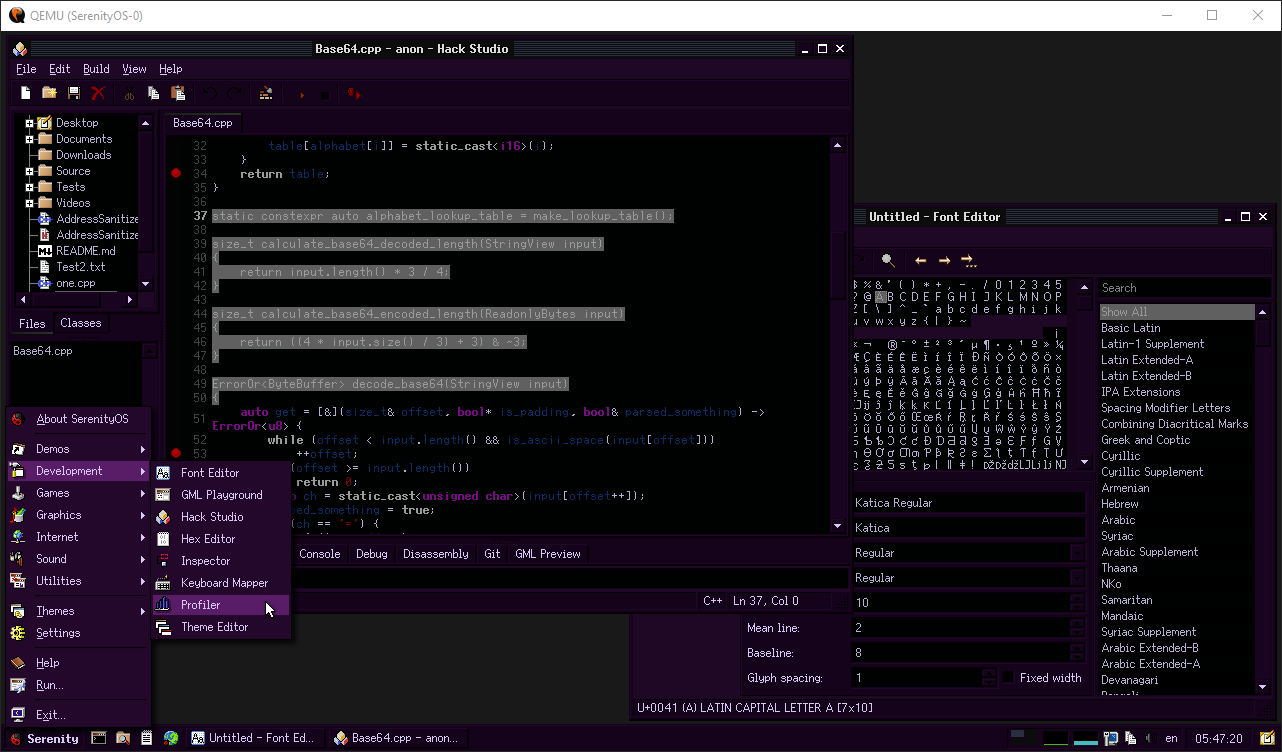 QEMU (SerenityOS-0)
Base64.cpp - anon - Hack Studio
File Edit Build View Help
Desktop
Documents
Downloads
Source
Tests
Videos
AddressSanitize
AddressSanitize
README.md
Test2.txt
one.cpp
Files Classes
Base64.cpp
Base64.cpp
32 table[alphabet[i]] = static_cast<i16>(i);
33 }
34 return table;
35 }
36
37 static constexpr auto alphabet_lookup_table = make_lookup_table();
38
39 size_t calculate_base64_decoded_length(StringView input)
40 {
41 return input.length() * 3 / 4;
42 }
43
44 size_t calculate_base64_encoded_length(ReadonlyBytes input)
45 {
46 return ((4 * input.size() / 3) + 3) & ~3;
47 }
48
49 ErrorOr<ByteBuffer> decode_base64(StringView input)
50 {
51 auto get = [&](size_t& offset, bool* is_padding, bool& parsed_something) ->
ErrorOr<u8> {
52 while (offset < input.length() && is_ascii_space(input[offset]))
53 ++offset;
(offset >= input.length())
return 0;
ch = static_cast<unsigned char>(input[offset++]);
ed_something = true;
(ch == '=') {
Console Debug Disassembly Git GML Preview
C++ Ln 37, Col 0
About SerenityOS
Demos
Development
Games
Graphics
Internet
Sound
Utilities
Themes
Settings
Help
Run...
Exit...
Font Editor
GML Playground
Hack Studio
Hex Editor
Inspector
Keyboard Mapper
Profiler
Theme Editor
Untitled - Font Editor
% & ' ( ) * + , - . / 0 1 2 3 4 5
? @ A B C D E F G H I J K L M N O P
Z [ \ ] ^ _ ` a b c d e f g h i j k
u v w x y z { | } ~
Search
Show All
Basic Latin
Latin-1 Supplement
Latin Extended-A
Latin Extended-B
IPA Extensions
Spacing Modifier Letters
Combining Diacritical Marks
Greek and Coptic
Cyrillic
Cyrillic Supplement
Armenian
Hebrew
Arabic
Syriac
Arabic Supplement
Thaana
NKo
Samaritan
Mandaic
Syriac Supplement
Arabic Extended-B
Arabic Extended-A
Devanagari
Katica Regular
Katica
Regular
Regular
10
Mean line: 2
Baseline: 8
Glyph spacing: 1 Fixed width
U+0041 (A) LATIN CAPITAL LETTER A [7x10]
Serenity
Untitled - Font Ed...
Base64.cpp - anon...
en 05:47:20